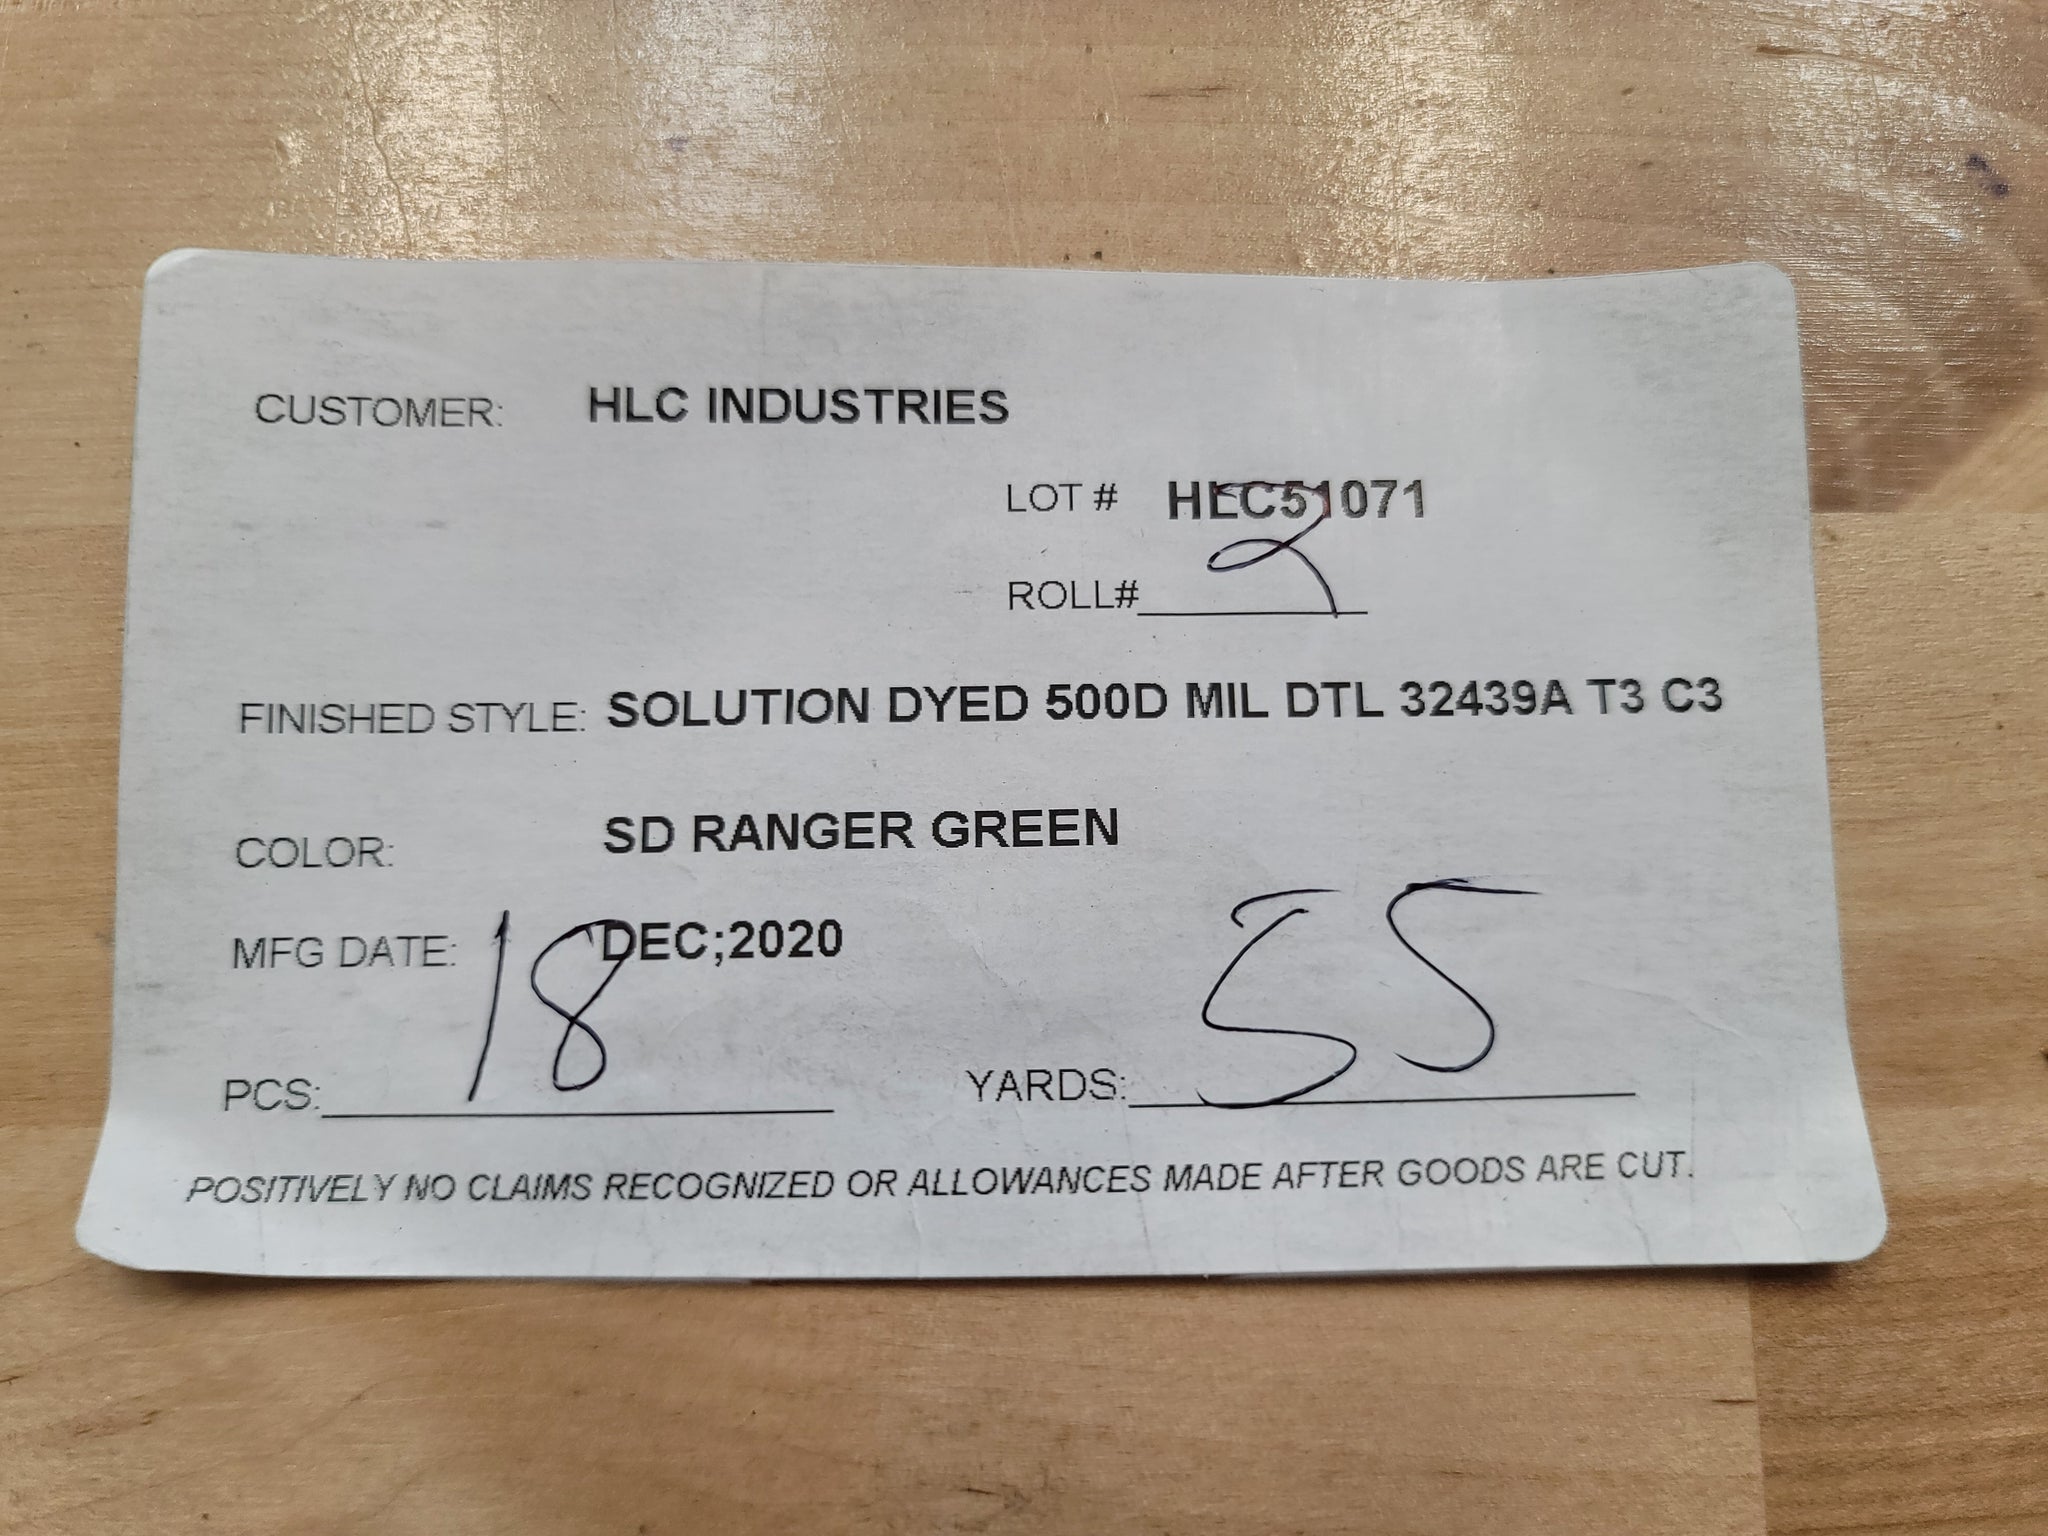 CUSTOMER: HLC INDUSTRIES
LOT # HLC51071
ROLL# 2
FINISHED STYLE: SOLUTION DYED 500D MIL DTL 32439A T3 C3
COLOR: SD RANGER GREEN
MFG DATE: DEC;2020
PCS: 18 YARDS: 55
POSITIVELY NO CLAIMS RECOGNIZED OR ALLOWANCES MADE AFTER GOODS ARE CUT.